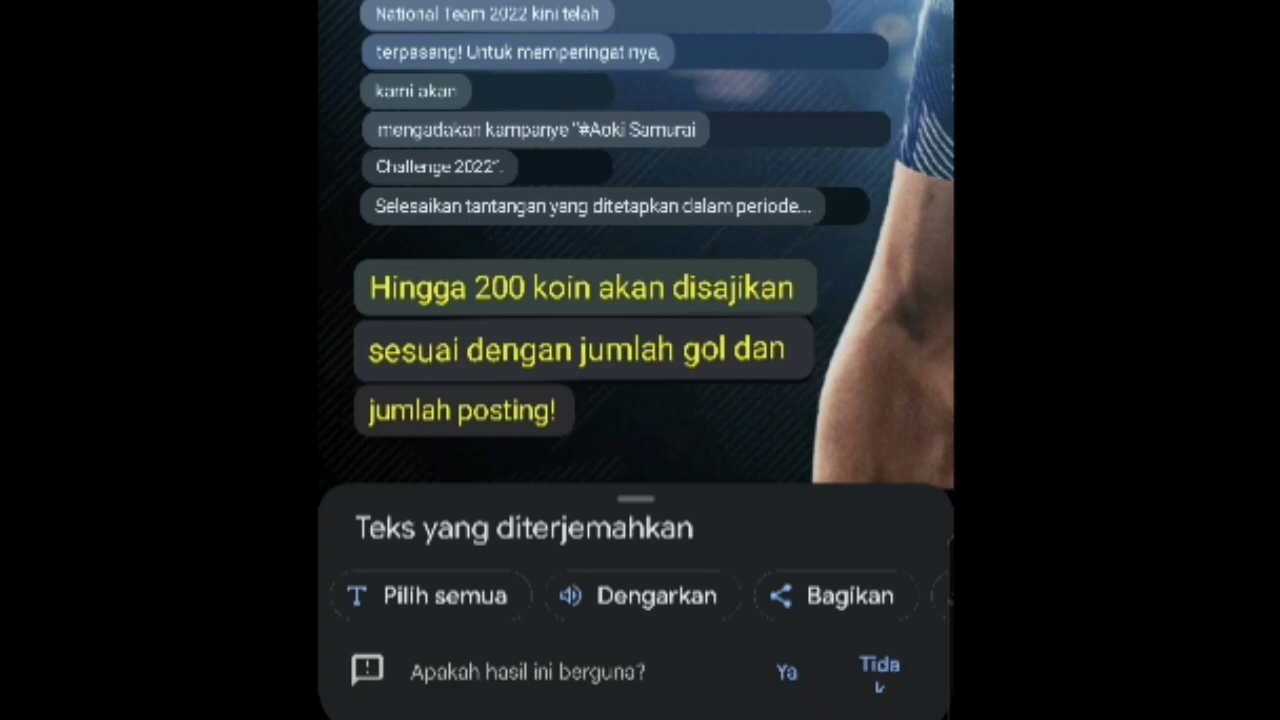 National Team 2022 kini telah
terpasang! Untuk memperingat nya,
kami akan
mengadakan kampanye "#Aoki Samurai
Challenge 2022".
Selesaikan tantangan yang ditetapkan dalam periode...
Hingga 200 koin akan disajikan
sesuai dengan jumlah gol dan
jumlah posting!
Teks yang diterjemahkan
Pilih semua
Dengarkan
Bagikan
Apakah hasil ini berguna?
Ya
Tida
k